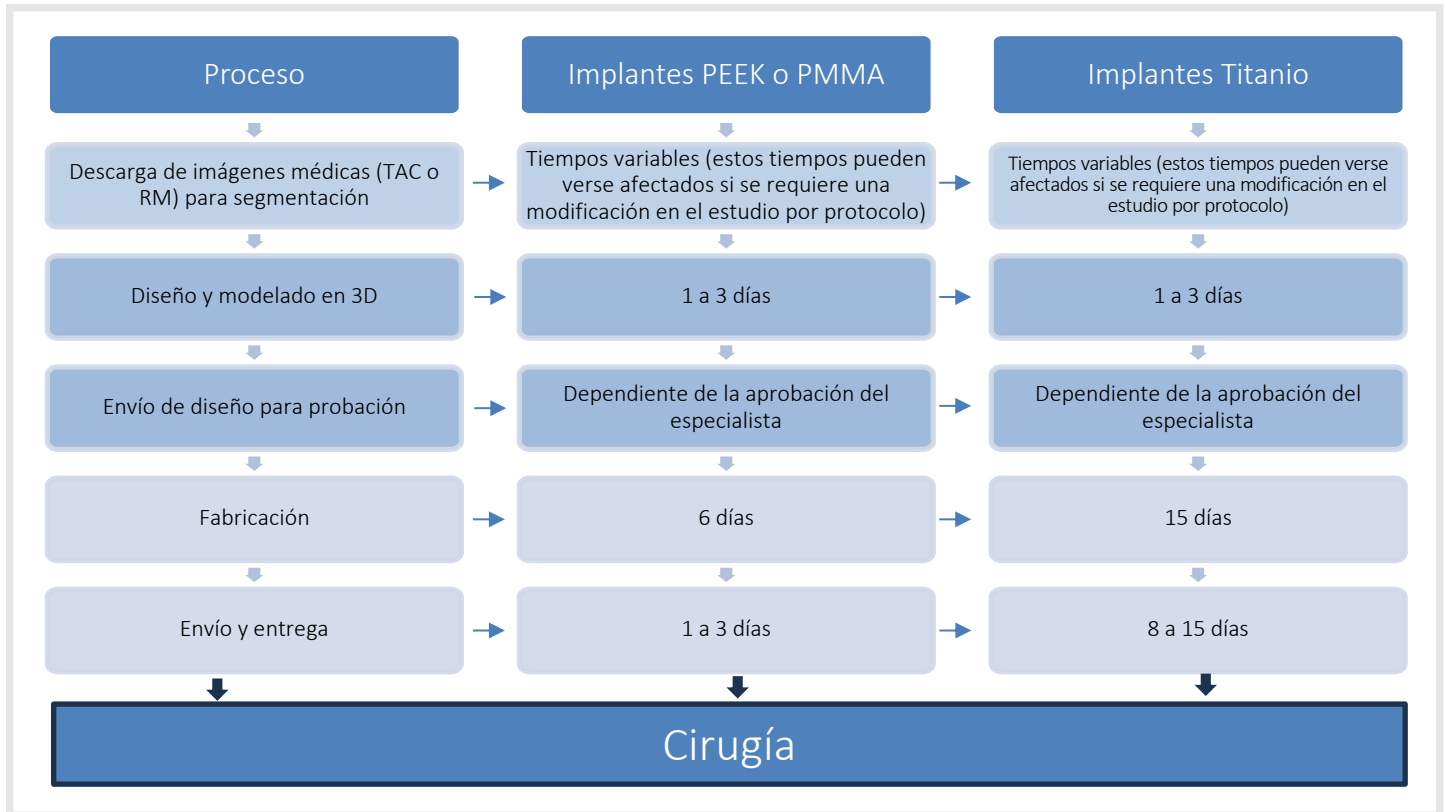 Proceso
Implantes PEEK o PMMA
Implantes Titanio
Descarga de imágenes médicas (TAC o
RM) para segmentación
Tiempos variables (estos tiempos pueden
verse afectados si se requiere una
modificación en el estudio por protocolo)
Tiempos variables (estos tiempos pueden verse
afectados si se requiere una modificación en el
estudio por protocolo)
Diseño y modelado en 3D
1 a 3 días
1 a 3 días
Envío de diseño para probación
Dependiente de la aprobación del
especialista
Dependiente de la aprobación del
especialista
Fabricación
6 días
15 días
Envío y entrega
1 a 3 días
8 a 15 días
Cirugía